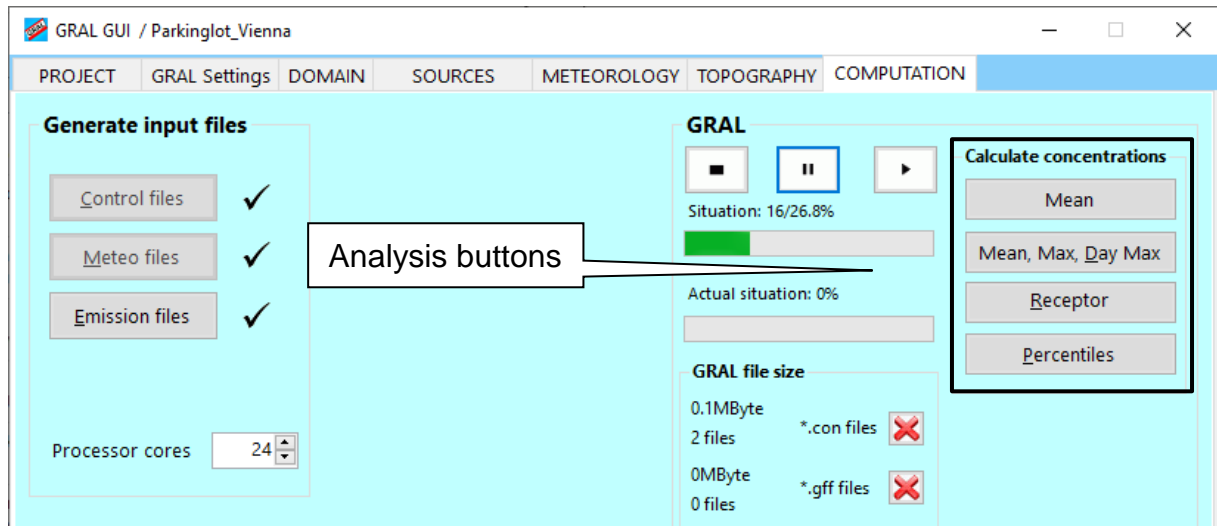 GRAL GUI / Parkinglot_Vienna
PROJECT GRAL Settings DOMAIN SOURCES METEOROLOGY TOPOGRAPHY COMPUTATION
Generate input files
Control files
Meteo files
Emission files
Processor cores 24
Analysis buttons
GRAL
Situation: 16/26.8%
Actual situation: 0%
GRAL file size
0.1MByte
2 files *.con files
0MByte
0 files *.gff files
Calculate concentrations
Mean
Mean, Max, Day Max
Receptor
Percentiles